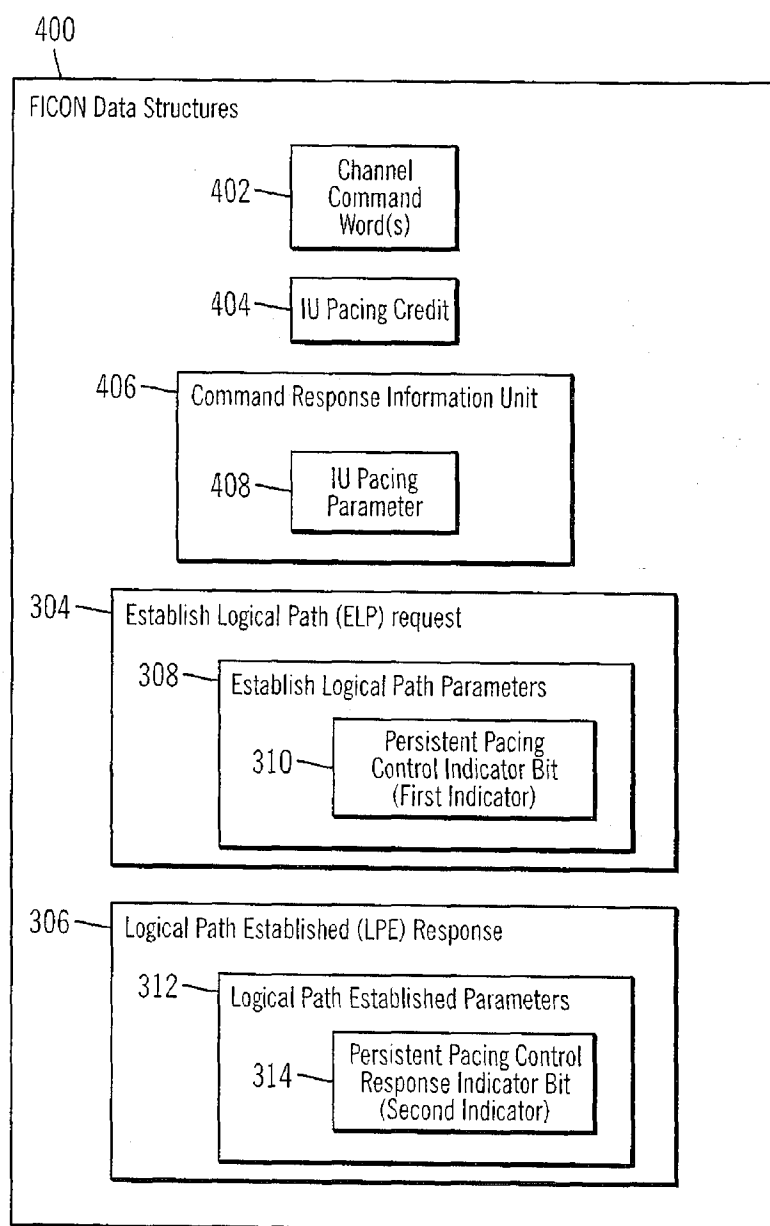 400
FICON Data Structures
402
Channel
Command
Word(s)
404
IU Pacing Credit
406
Command Response Information Unit
408
IU Pacing
Parameter
304
Establish Logical Path (ELP) request
308
Establish Logical Path Parameters
310
Persistent Pacing
Control Indicator Bit
(First Indicator)
306
Logical Path Established (LPE) Response
312
Logical Path Established Parameters
314
Persistent Pacing Control
Response Indicator Bit
(Second Indicator)